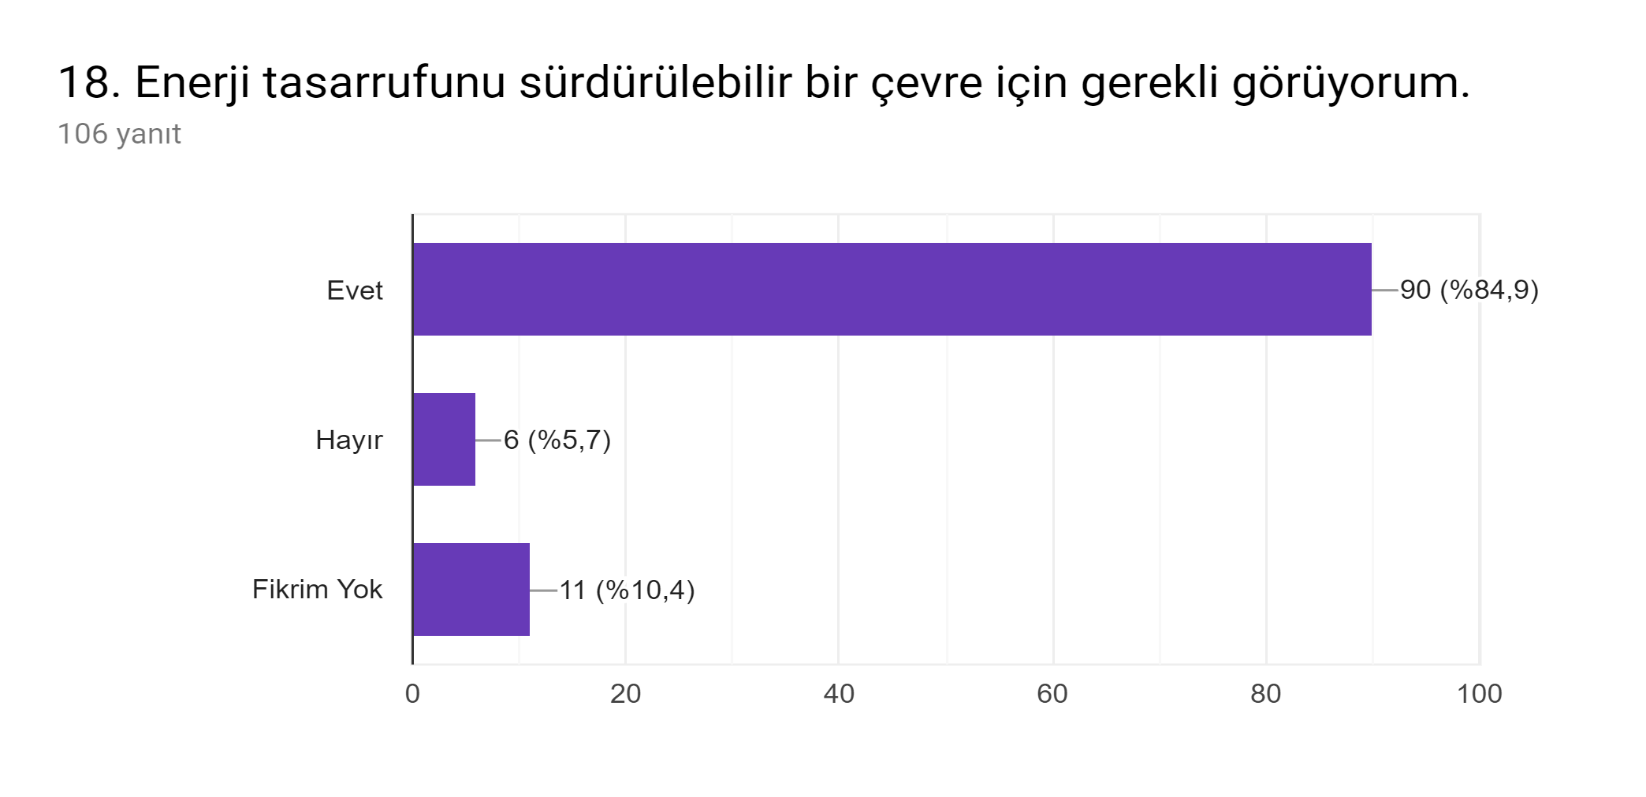 18. Enerji tasarrufunu sürdürülebilir bir çevre için gerekli görüyorum.
106 yanıt
Evet
90 (%84,9)
Hayır
6 (%5,7)
Fikrim Yok
11 (%10,4)
0 20 40 60 80 100